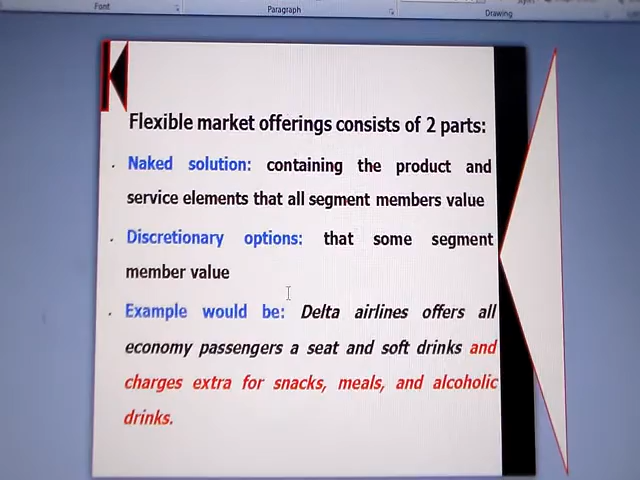 Font
Paragraph
Drawing
Flexible market offerings consists of 2 parts:
. Naked solution: containing the product and
service elements that all segment members value
. Discretionary options: that some segment
member value
. Example would be: Delta airlines offers all
economy passengers a seat and soft drinks and
charges extra for snacks, meals, and alcoholic
drinks.